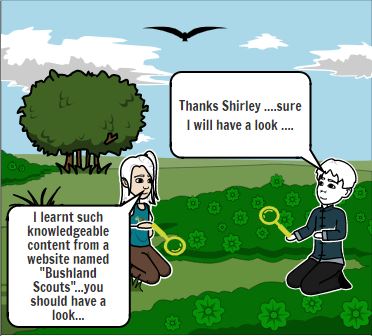 I learnt such
knowledgeable
content from a
website named
"Bushland
Scouts"...you
should have a
look...
Thanks Shirley ....sure
I will have a look ....